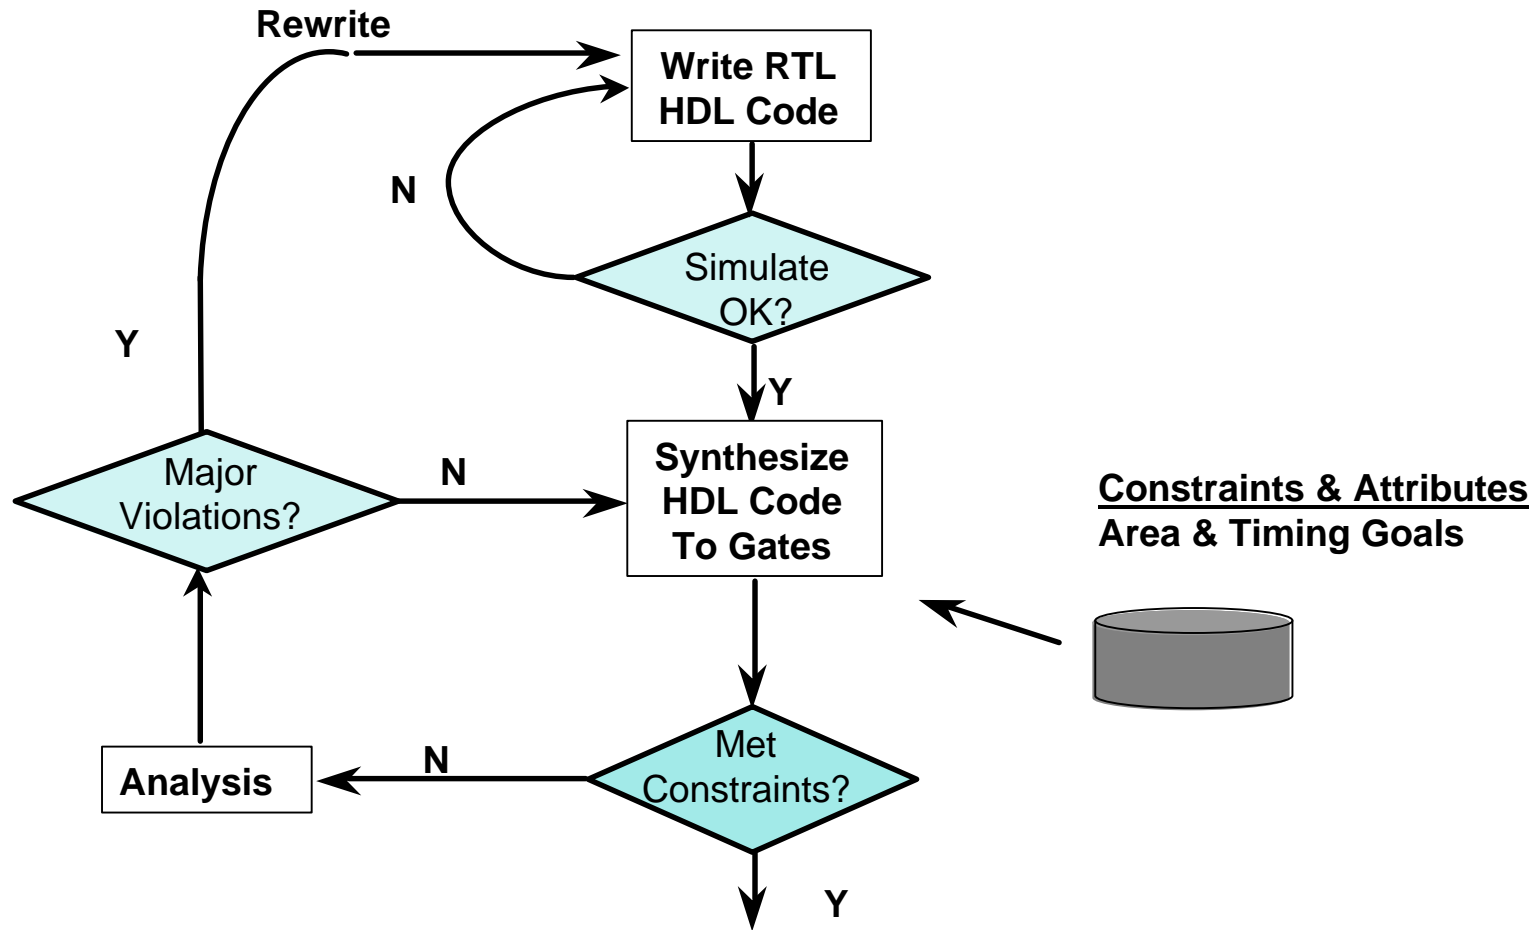 Rewrite
Write RTL
HDL Code
N
Simulate
OK?
Y
Y
Major
Violations?
N
Synthesize
HDL Code
To Gates
Constraints & Attributes
Area & Timing Goals
Met
Constraints?
N
Analysis
Y